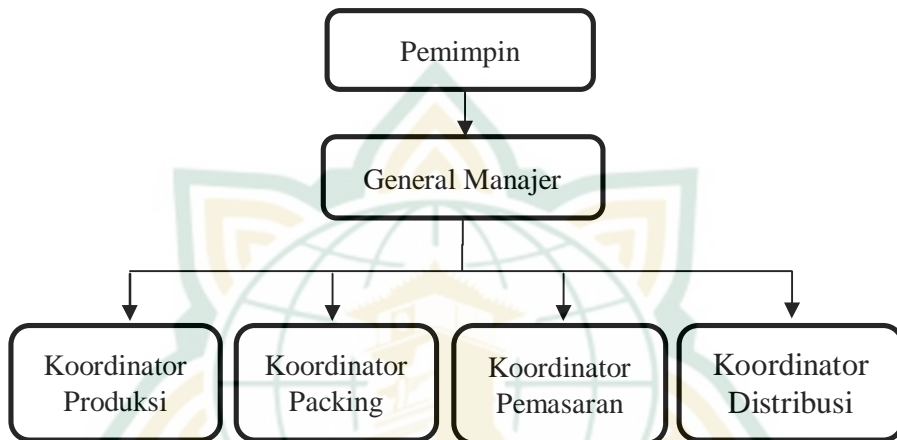 Pemimpin
General Manajer
Koordinator
Produksi
Koordinator
Packing
Koordinator
Pemasaran
Koordinator
Distribusi